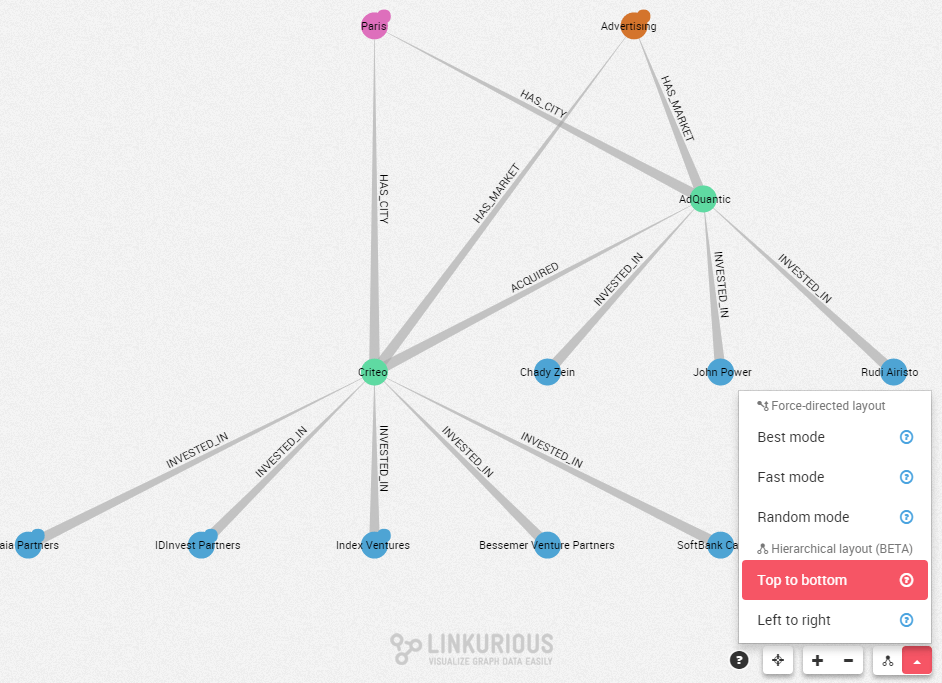 Paris
Advertising
HAS_CITY
HAS_MARKET
HAS_CITY
HAS_MARKET
AdQuantic
ACQUIRED
INVESTED_IN
INVESTED_IN
INVESTED_IN
Criteo
Chady Zein
John Power
Rudi Airisto
INVESTED_IN
INVESTED_IN
INVESTED_IN
INVESTED_IN
INVESTED_IN
aia Partners
IDInvest Partners
Index Ventures
Bessemer Venture Partners
SoftBank Ca
Force-directed layout
Best mode ?
Fast mode ?
Random mode ?
Hierarchical layout (BETA)
Top to bottom ?
Left to right ?
LINKURIOUS
VISUALIZE GRAPH DATA EASILY
?